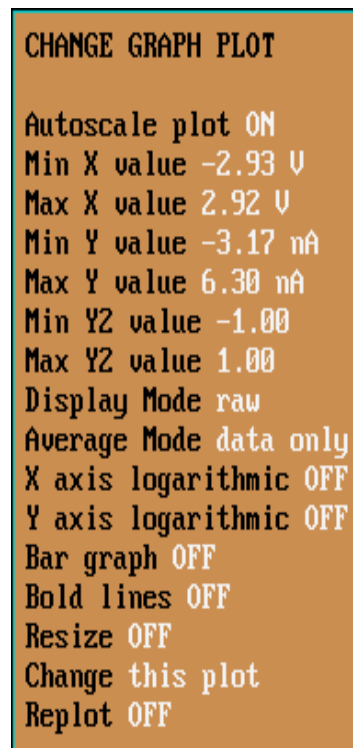 CHANGE GRAPH PLOT
Autoscale plot ON
Min X value -2.93 V
Max X value 2.92 V
Min Y value -3.17 nA
Max Y value 6.30 nA
Min Y2 value -1.00
Max Y2 value 1.00
Display Mode raw
Average Mode data only
X axis logarithmic OFF
Y axis logarithmic OFF
Bar graph OFF
Bold lines OFF
Resize OFF
Change this plot
Replot OFF